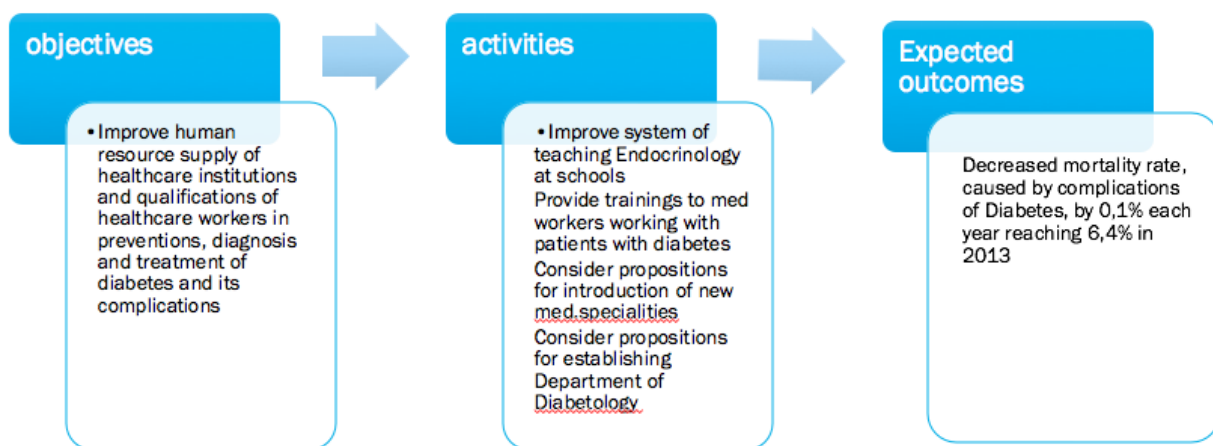 objectives
•Improve human
resource supply of
healthcare institutions
and qualifications of
healthcare workers in
preventions, diagnosis
and treatment of
diabetes and its
complications
activities
•Improve system of
teaching Endocrinology
at schools
Provide trainings to med
workers working with
patients with diabetes
Consider propositions
for introduction of new
med.specialities
Consider propositions
for establishing
Department of
Diabetology
Expected
outcomes
Decreased mortality rate,
caused by complications
of Diabetes, by 0,1% each
year reaching 6,4% in
2013